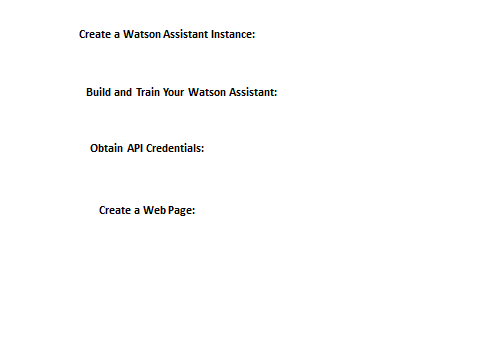 Create a Watson Assistant Instance:
Build and Train Your Watson Assistant:
Obtain API Credentials:
Create a Web Page: